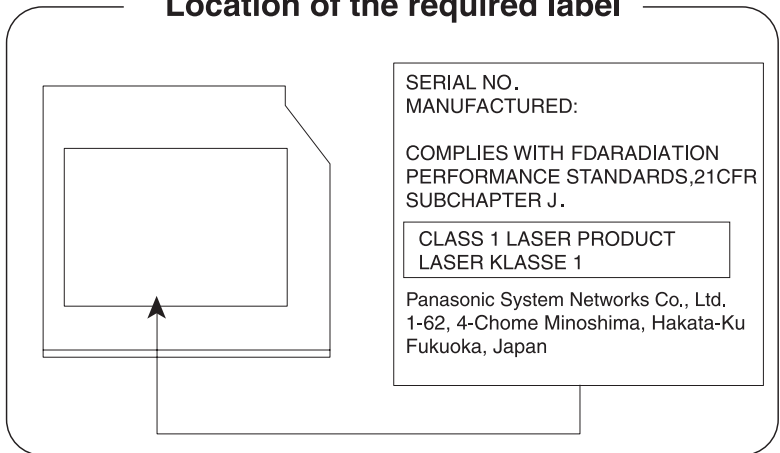 Location of the required label
SERIAL NO.
MANUFACTURED:
COMPLIES WITH FDARADIATION
PERFORMANCE STANDARDS,21CFR
SUBCHAPTER J.
CLASS 1 LASER PRODUCT
LASER KLASSE 1
Panasonic System Networks Co., Ltd.
1-62, 4-Chome Minoshima, Hakata-Ku
Fukuoka, Japan